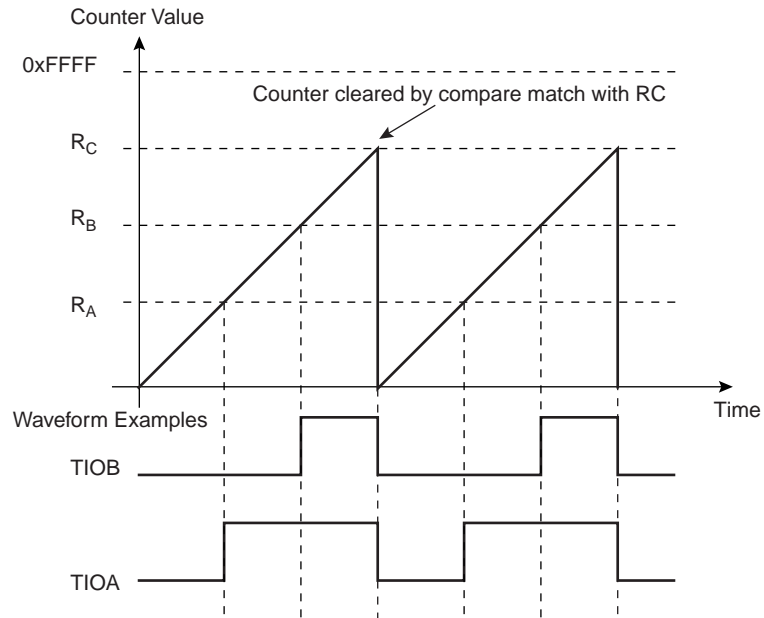 Counter Value
0xFFFF
Counter cleared by compare match with RC
RC
RB
RA
Time
Waveform Examples
TIOB
TIOA